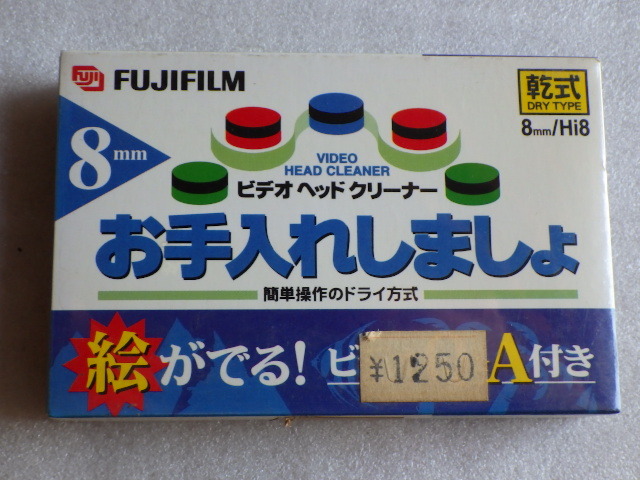 Fuji
FUJIFILM
乾式
DRY TYPE
8mm/Hi8
8mm
VIDEO
HEAD CLEANER
ビデオ ヘッド クリーナー
お手入れしましょ
簡単操作のドライ方式
絵がでる! ビ A付き
¥1250